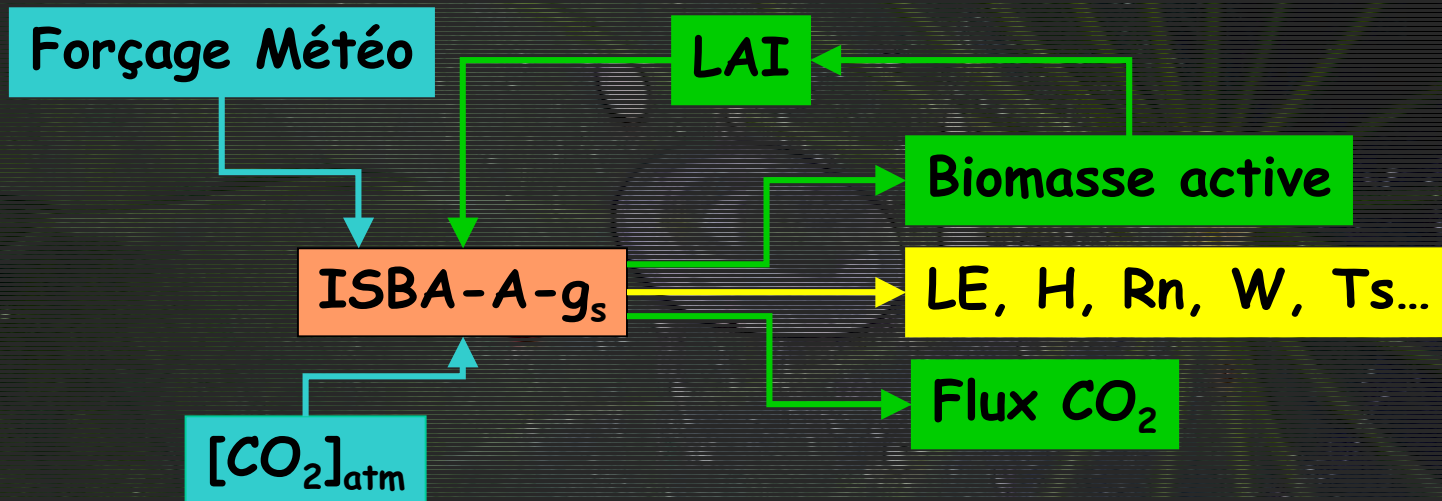 Forçage Météo
LAI
Biomasse active
ISBA-A-gₛ
LE, H, Rn, W, Ts…
Flux CO₂
[CO₂]ₐₜₘ